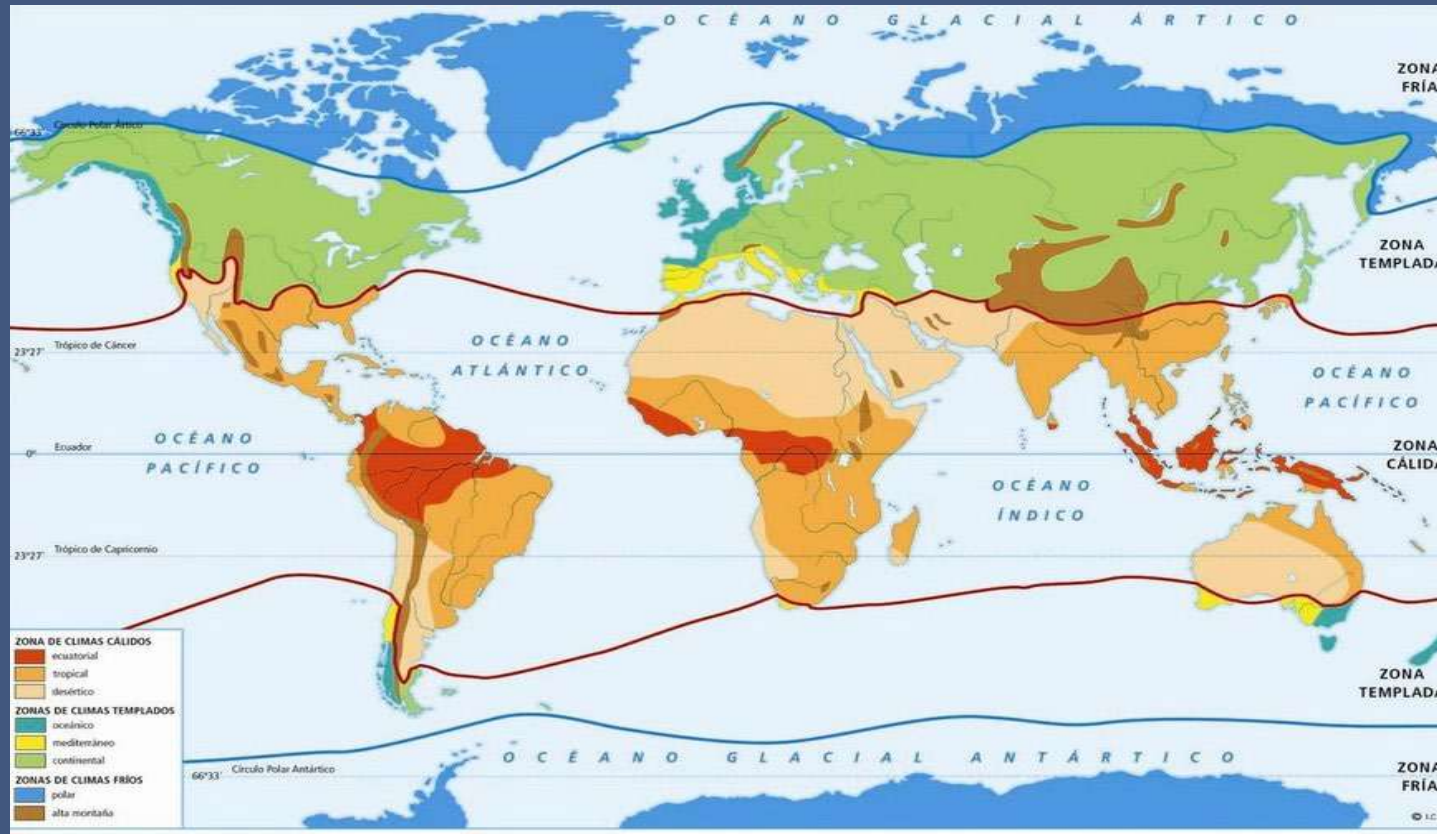 OCÉANO GLACIAL ÁRTICO
ZONA
FRÍA
66°33'
Círculo Polar Ártico
ZONA
TEMPLADA
23°27'
Trópico de Cáncer
OCÉANO
ATLÁNTICO
OCÉANO
PACÍFICO
OCÉANO
PACÍFICO
0°
Ecuador
ZONA
CÁLIDA
OCÉANO
ÍNDICO
23°27'
Trópico de Capricornio
ZONA DE CLIMAS CÁLIDOS
ecuatorial
tropical
desértico
ZONAS DE CLIMAS TEMPLADOS
oceánico
mediterráneo
continental
ZONAS DE CLIMAS FRÍOS
polar
alta montaña
ZONA
TEMPLADA
OCÉANO GLACIAL ANTÁRTICO
66°33'
Círculo Polar Antártico
ZONA
FRÍA